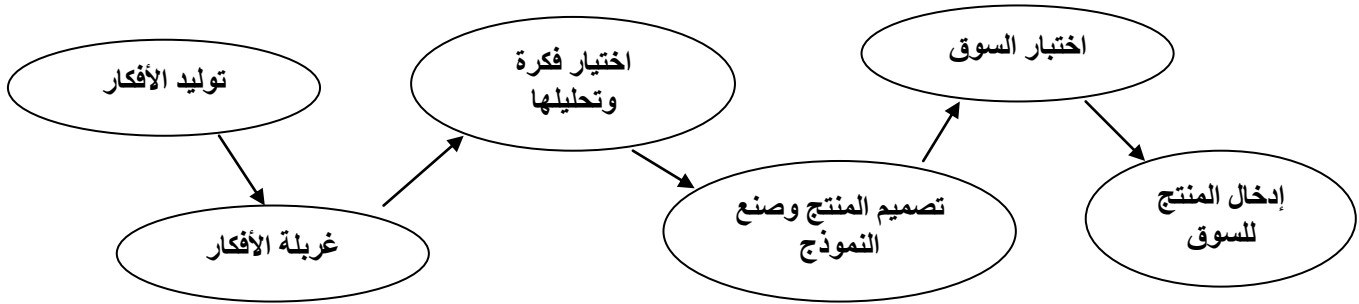 توليد الأفكار
غربلة الأفكار
اختيار فكرة
وتحليلها
تصميم المنتج وصنع
النموذج
اختبار السوق
إدخال المنتج
للسوق